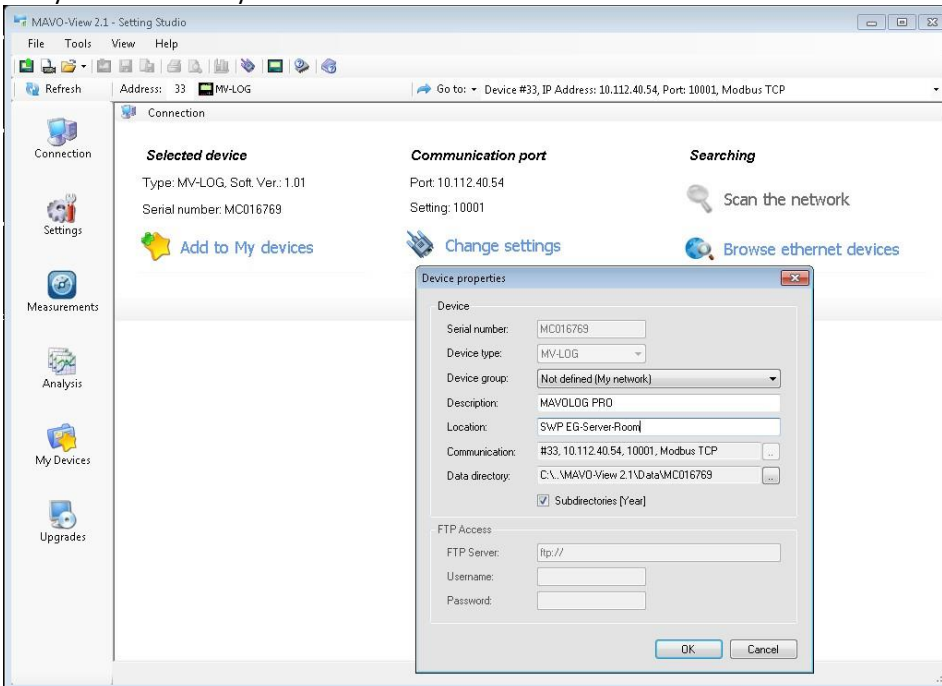 MAVO-View 2.1 - Setting Studio
File Tools View Help
Refresh Address: 33 MV-LOG Go to: Device #33, IP Address: 10.112.40.54, Port: 10001, Modbus TCP
Connection
Connection
Settings
Measurements
Analysis
My Devices
Upgrades
Selected device
Type: MV-LOG, Soft. Ver.: 1.01
Serial number: MC016769
Add to My devices
Communication port
Port: 10.112.40.54
Setting: 10001
Change settings
Searching
Scan the network
Browse ethernet devices
Device properties
Device
Serial number: MC016769
Device type: MV-LOG
Device group: Not defined (My network)
Description: MAVOLOG PRO
Location: SWP EG-Server-Room
Communication: #33, 10.112.40.54, 10001, Modbus TCP ..
Data directory: C:\..\MAVO-View 2.1\Data\MC016769 ...
Subdirectories [Year]
FTP Access
FTP Server: ftp://
Username:
Password:
OK Cancel